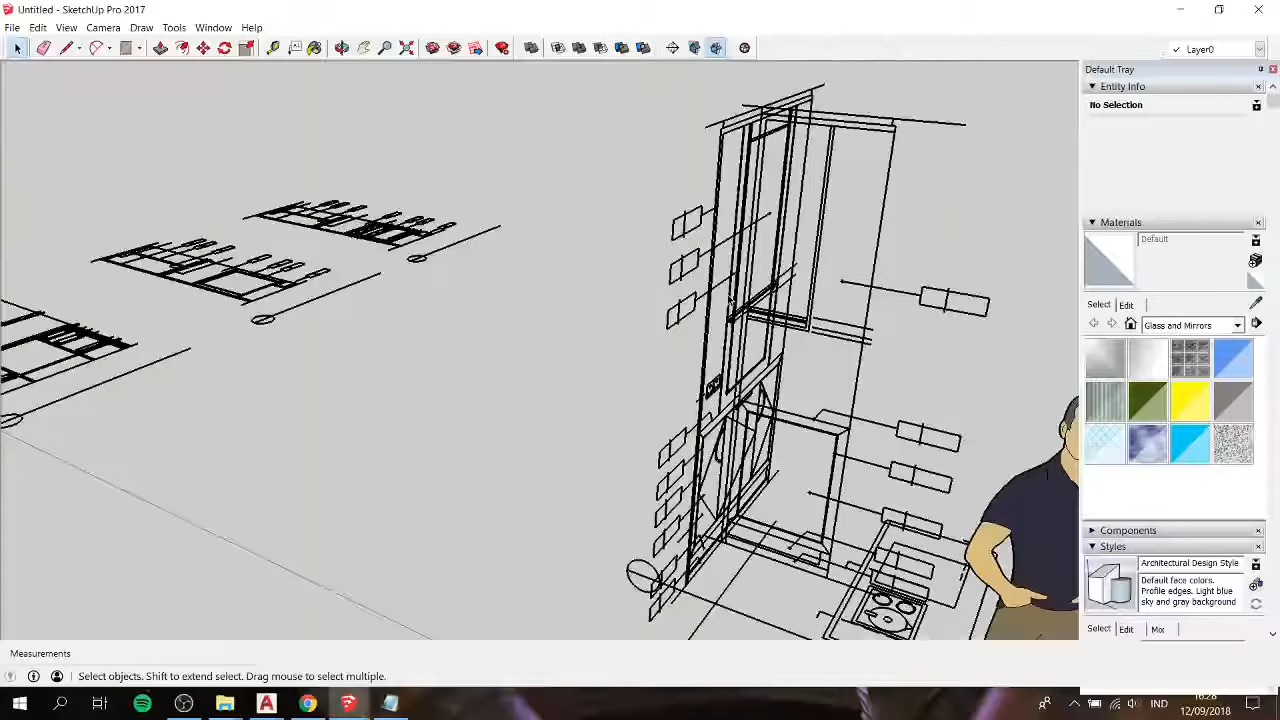 Untitled - SketchUp Pro 2017
File Edit View Camera Draw Tools Window Help
Layer0
Default Tray
Entity Info
No Selection
Materials
Default
Select Edit
Glass and Mirrors
Components
Styles
Architectural Design Style
Default face colors.
Profile edges. Light blue
sky and gray background
Select Edit Mix
Measurements
Select objects. Shift to extend select. Drag mouse to select multiple.
IND
16:28
12/09/2018